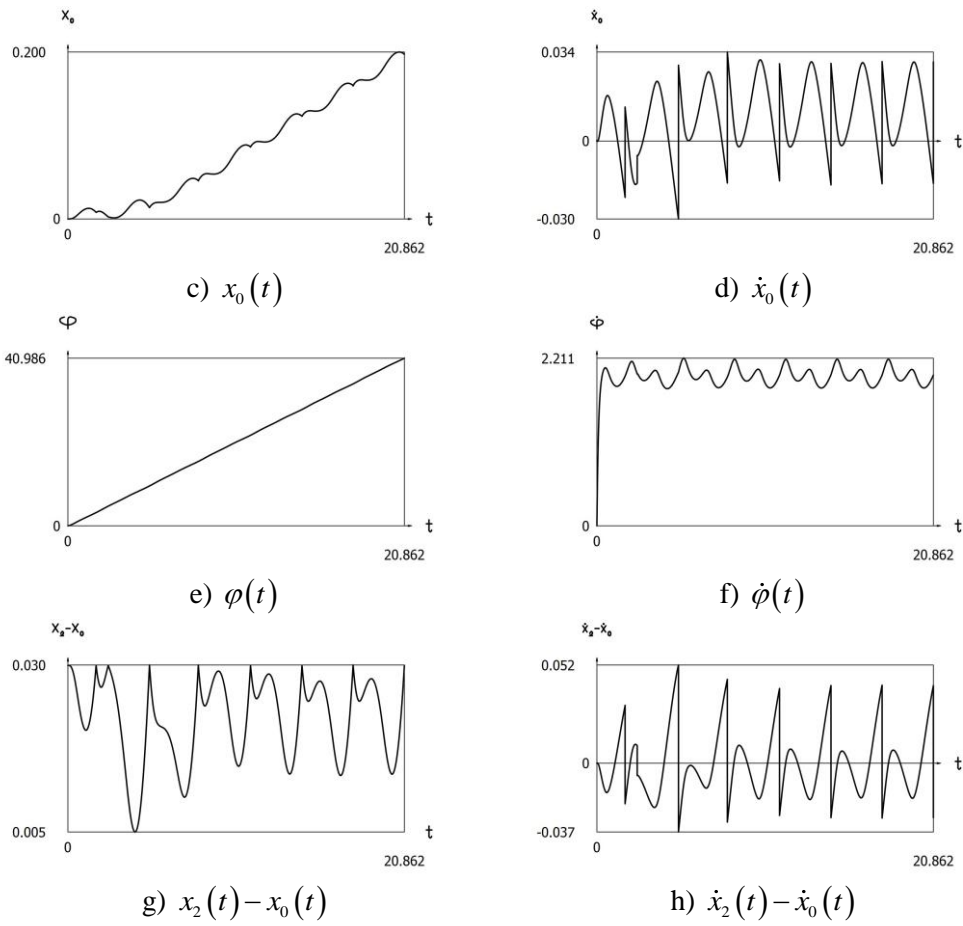 x₀ ẋ₀
0.200 0.034
0
0 t -0.030 t
0 0
20.862 20.862
c) x₀(t) d) ẋ₀(t)
φ φ̇
40.986 2.211
0 t 0 t
0 0
20.862 20.862
e) φ(t) f) φ̇(t)
x₂-x₀ ẋ₂-ẋ₀
0.030 0.052
0 t
0.005 t -0.037
0 0
20.862 20.862
g) x₂(t)−x₀(t) h) ẋ₂(t)−ẋ₀(t)